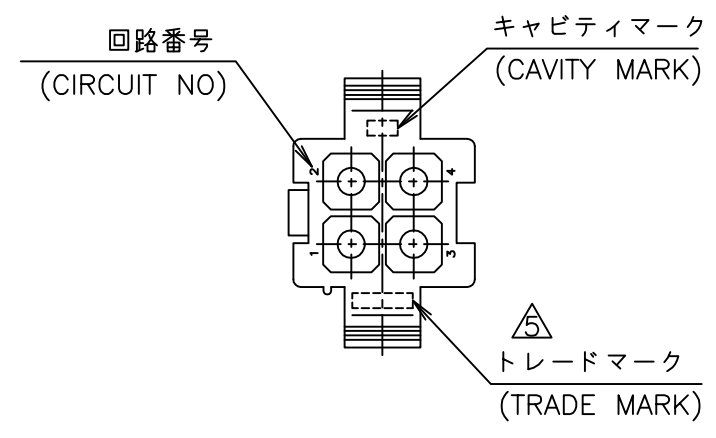 回路番号
(CIRCUIT NO)
キャビティマーク
(CAVITY MARK)
2
4
1
3
5
トレードマーク
(TRADE MARK)